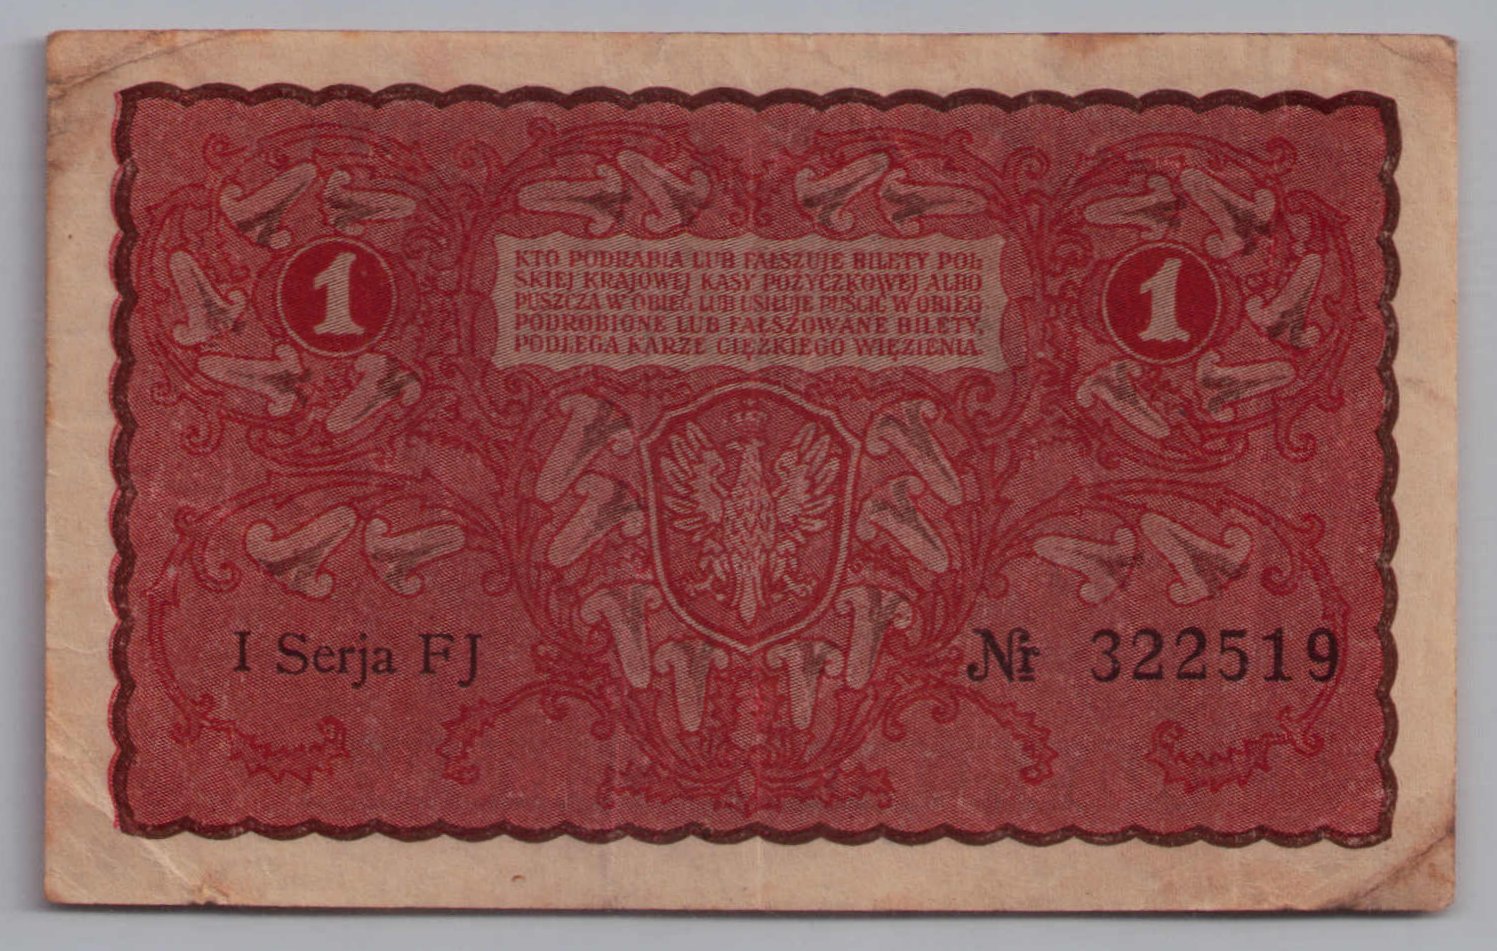 KTO PODRABIA LUB FAŁSZUJE BILETY POL
SKIEJ KRAJOWEJ KASY POŻYCZKOWEJ ALBO
PUSZCZA W OBIEG LUB USIŁUJE PUŚCIĆ W OBIEG
PODROBIONE LUB FAŁSZOWANE BILETY,
PODLEGA KARZE CIĘŻKIEGO WIĘZIENIA.
1
1
I Serja FJ
№ 322519